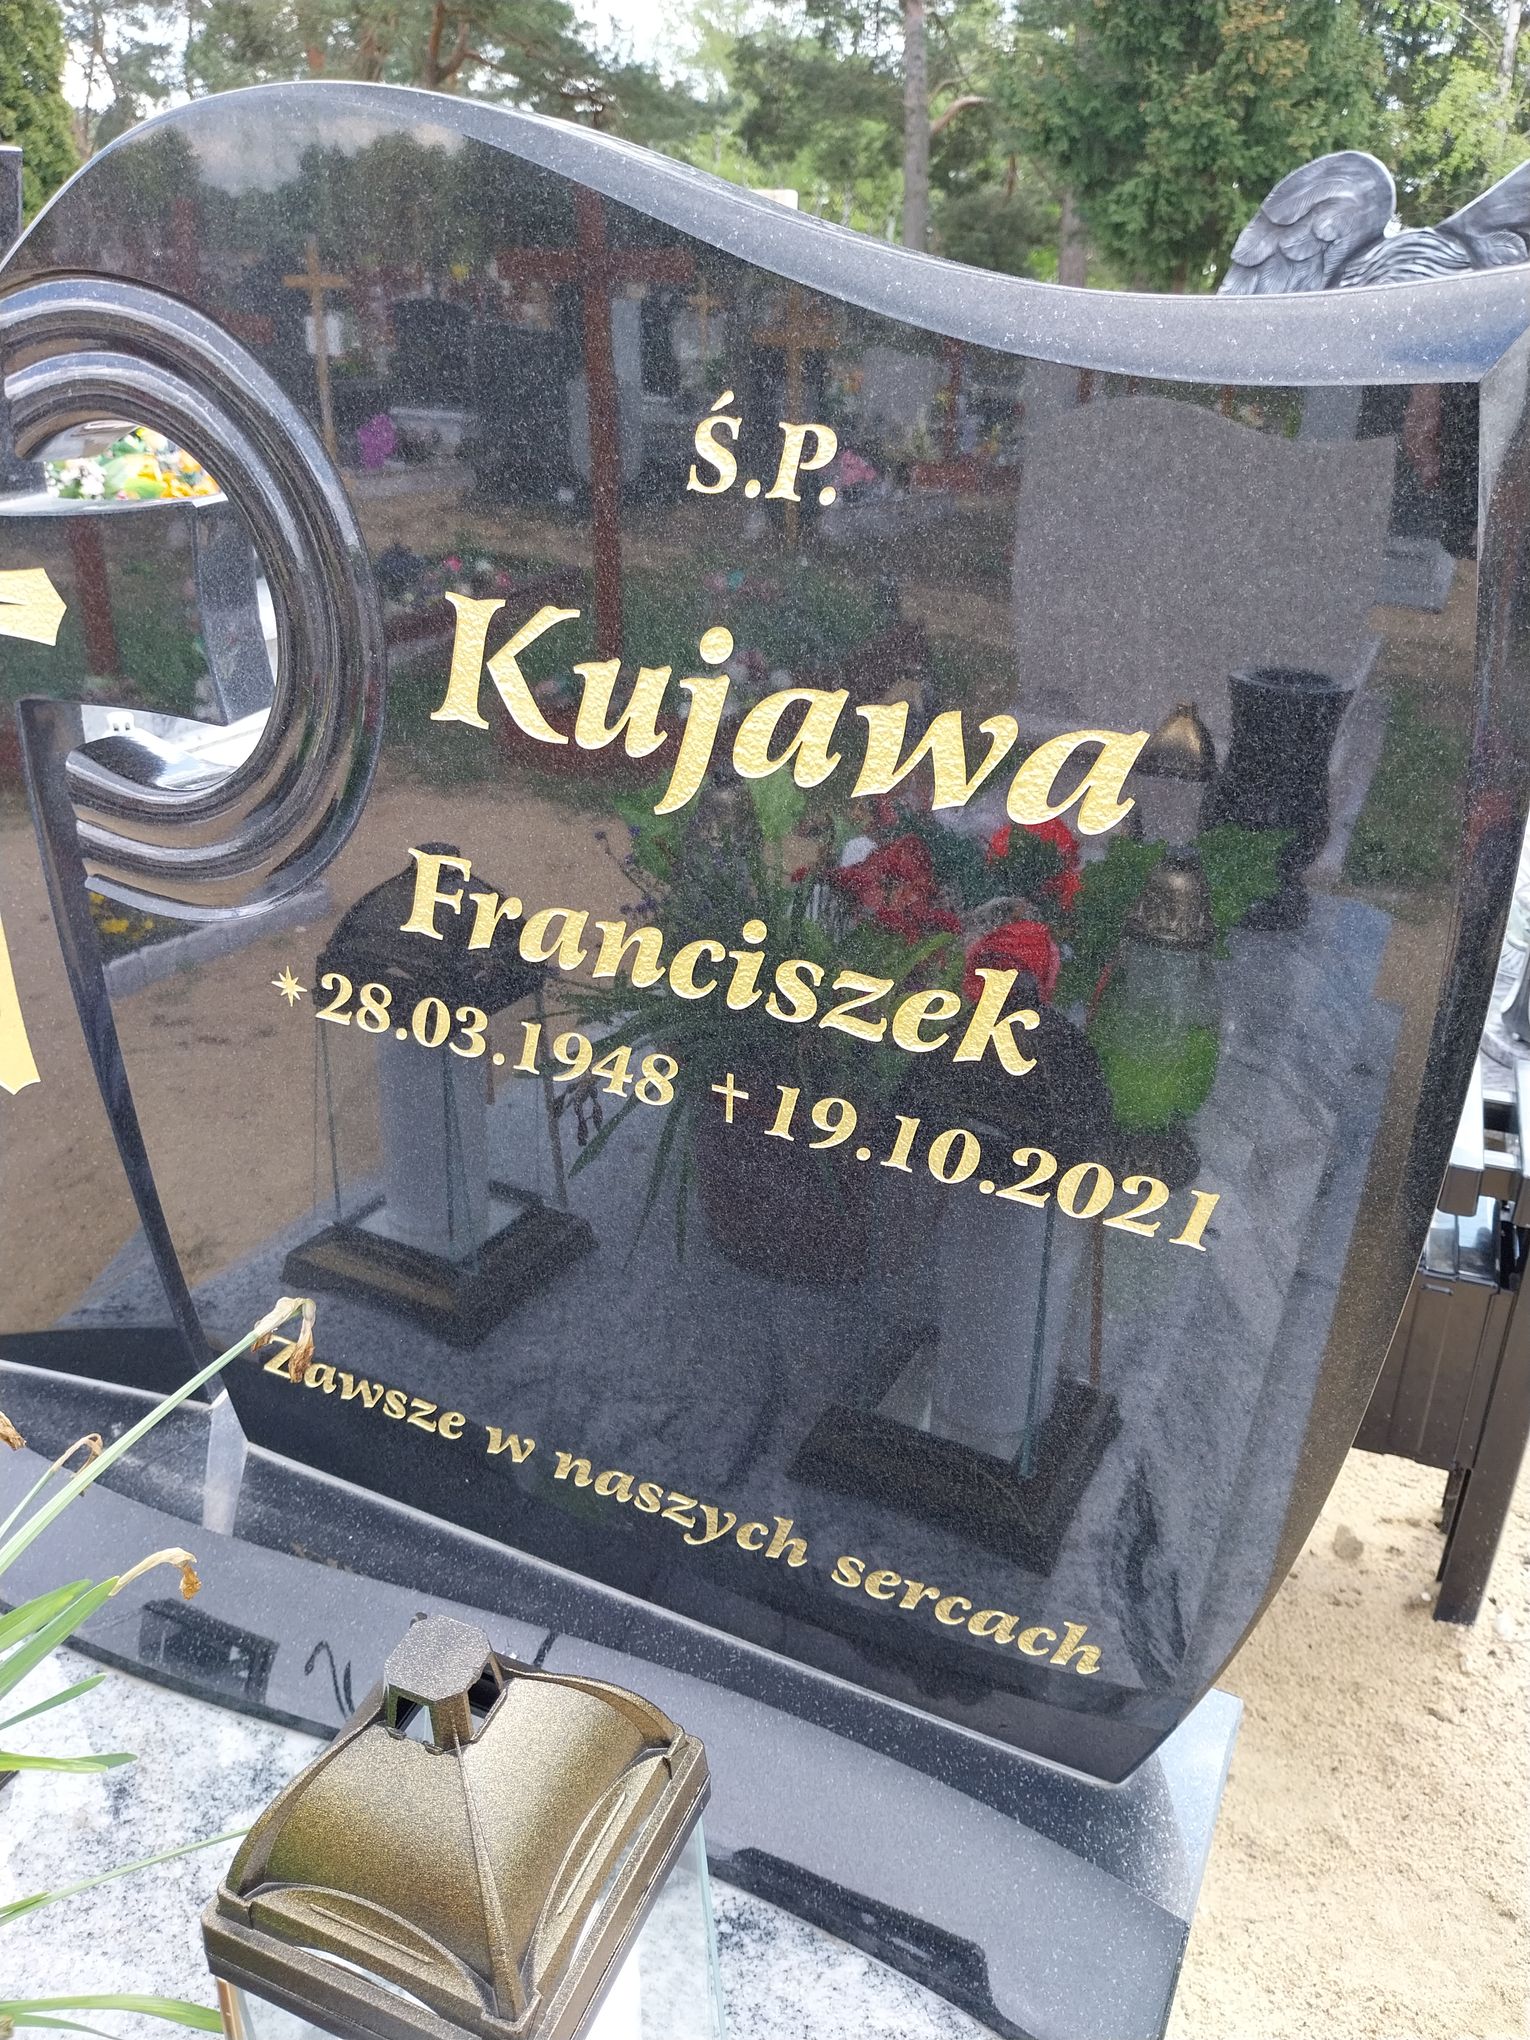 Ś.P.
Kujawa
Franciszek
*28.03.1948 +19.10.2021
Zawsze w naszych sercach